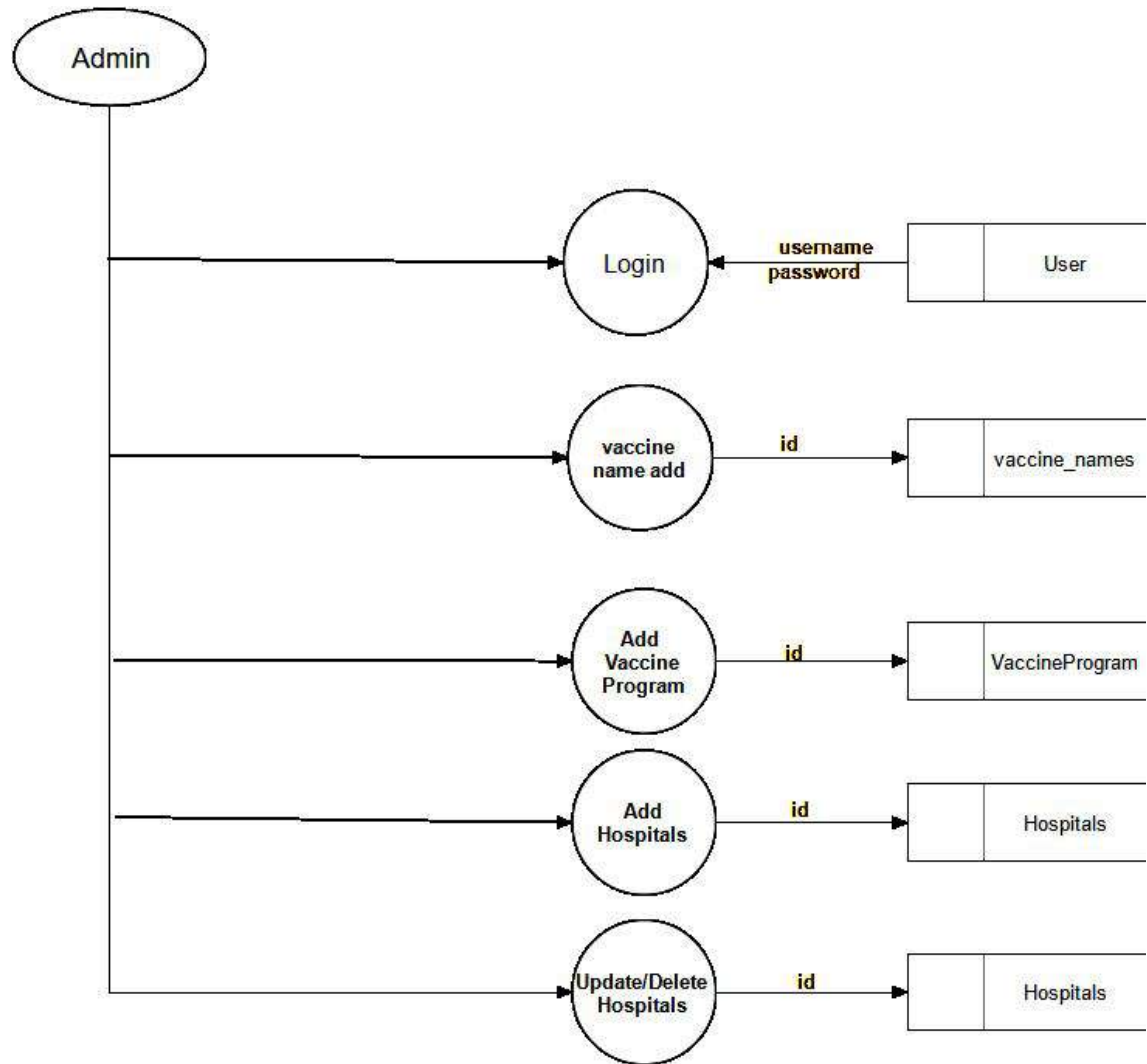 Admin
Login
username
password
User
vaccine
name add
id
vaccine_names
Add
Vaccine
Program
id
VaccineProgram
Add
Hospitals
id
Hospitals
Update/Delete
Hospitals
id
Hospitals